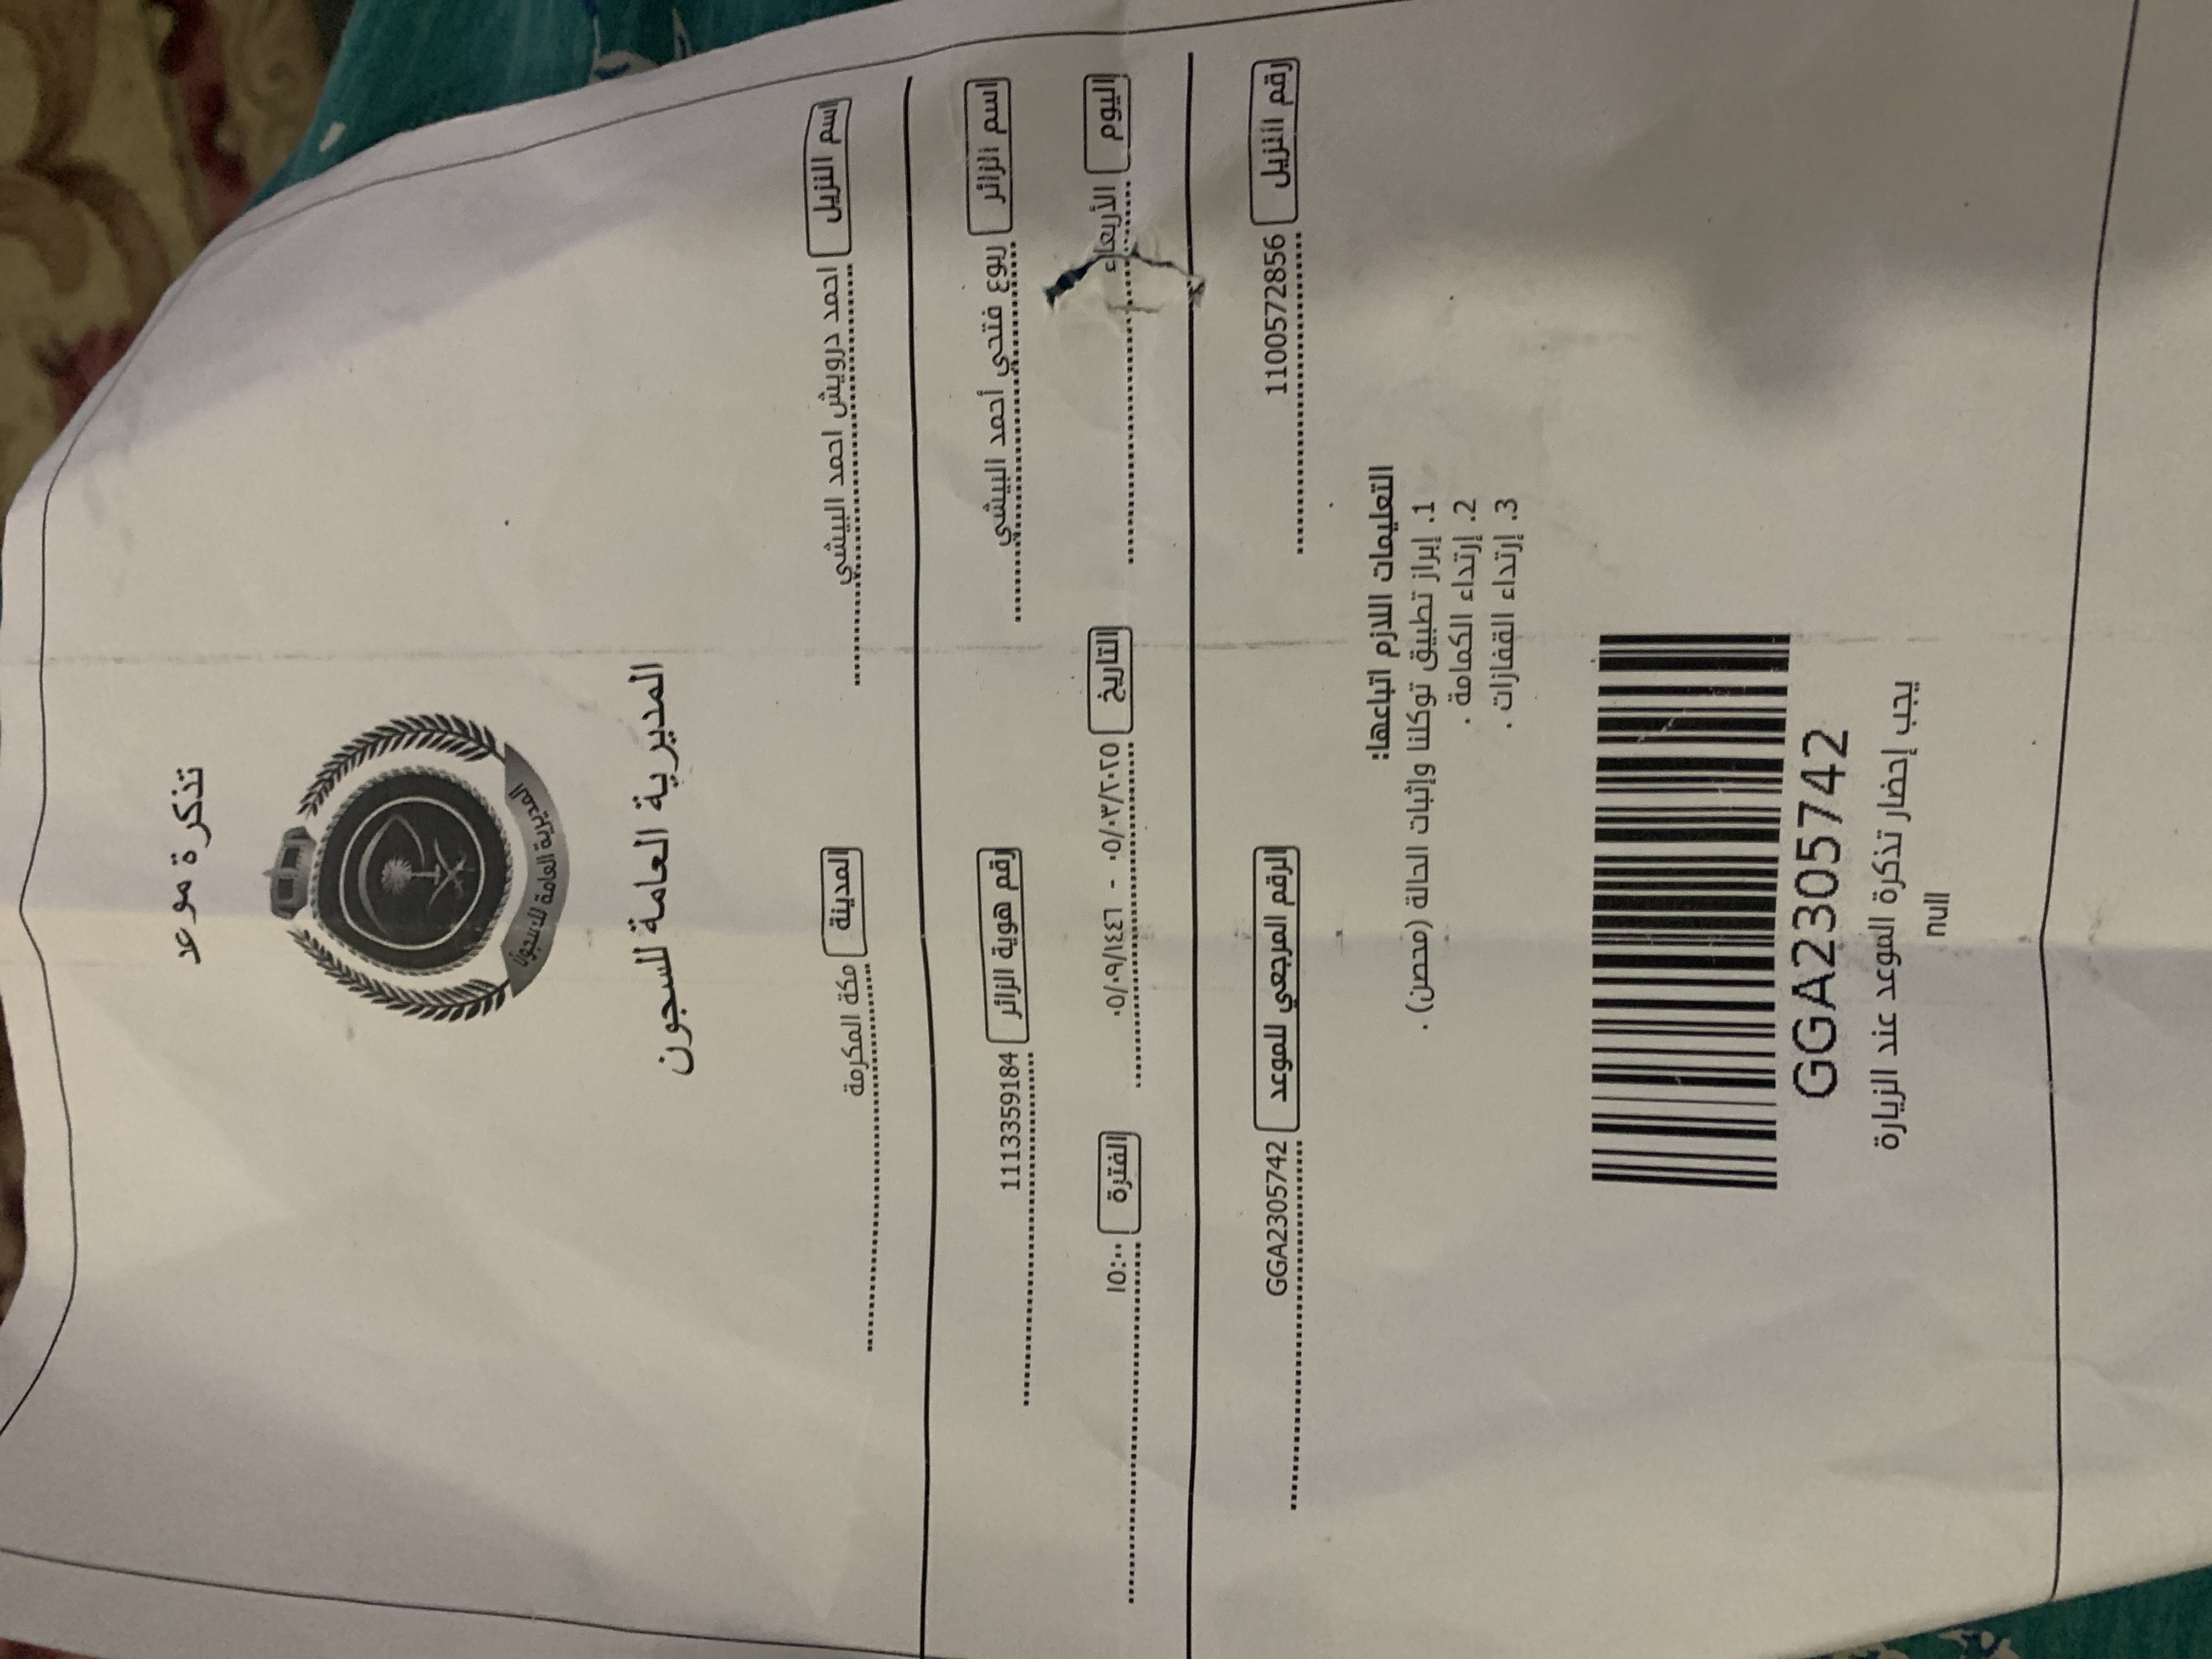 تذكرة موعد
المديرية العامة للسجون
المديرية العامة للسجون
اسم النزيل احمد درويش احمد البيشي المدينة مكة المكرمة
اسم الزائر ربوع فتحي أحمد البيشي رقم هوية الزائر 1113359184
اليوم الأربعاء التاريخ ٠٥/٠٩/١٤٤٦ - ٠٥/٠٣/٢٠٢٥ الفترة ١٥:٠٠
رقم النزيل 1100572856 الرقم المرجعي للموعد GGA2305742
التعليمات اللازم اتباعها:
1. إبراز تطبيق توكلنا وإثبات الحالة (محصن) .
2. إرتداء الكمامة .
3. إرتداء القفازات .
GGA2305742
يجب إحضار تذكرة الموعد عند الزيارة
null